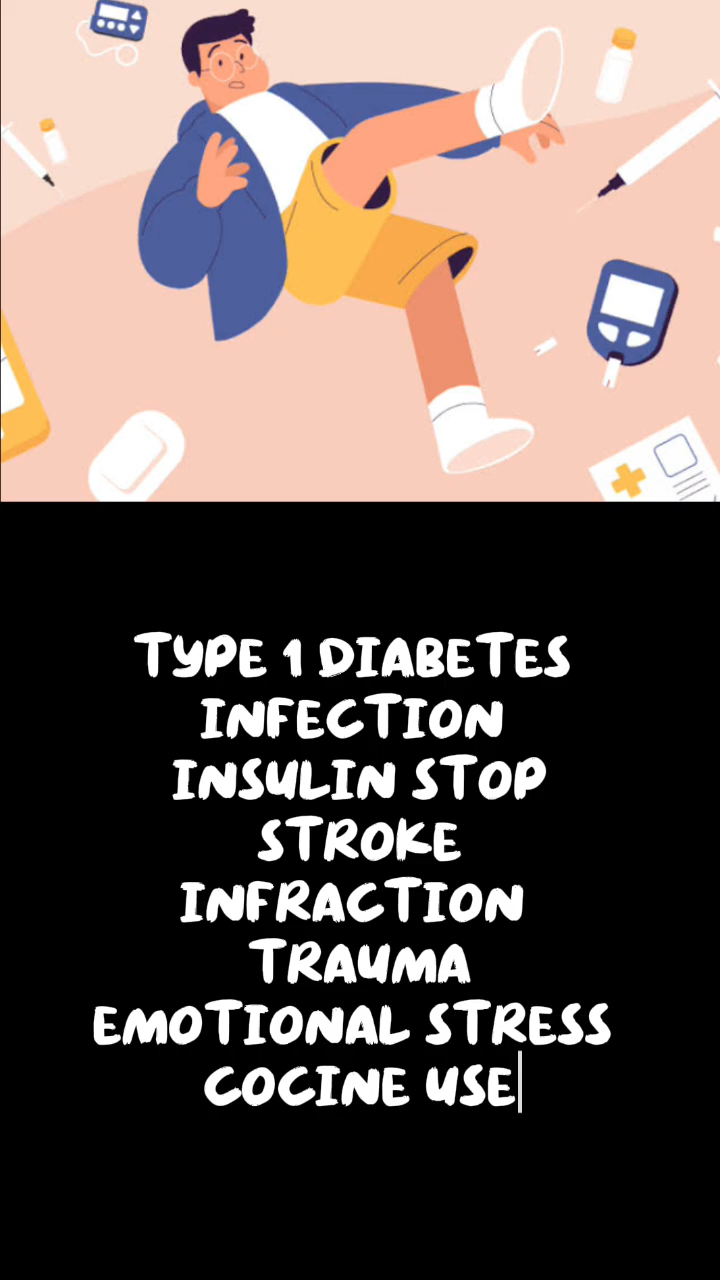 TYPE 1 DIABETES
INFECTION
INSULIN STOP
STROKE
INFRACTION
TRAUMA
EMOTIONAL STRESS
COCINE USE